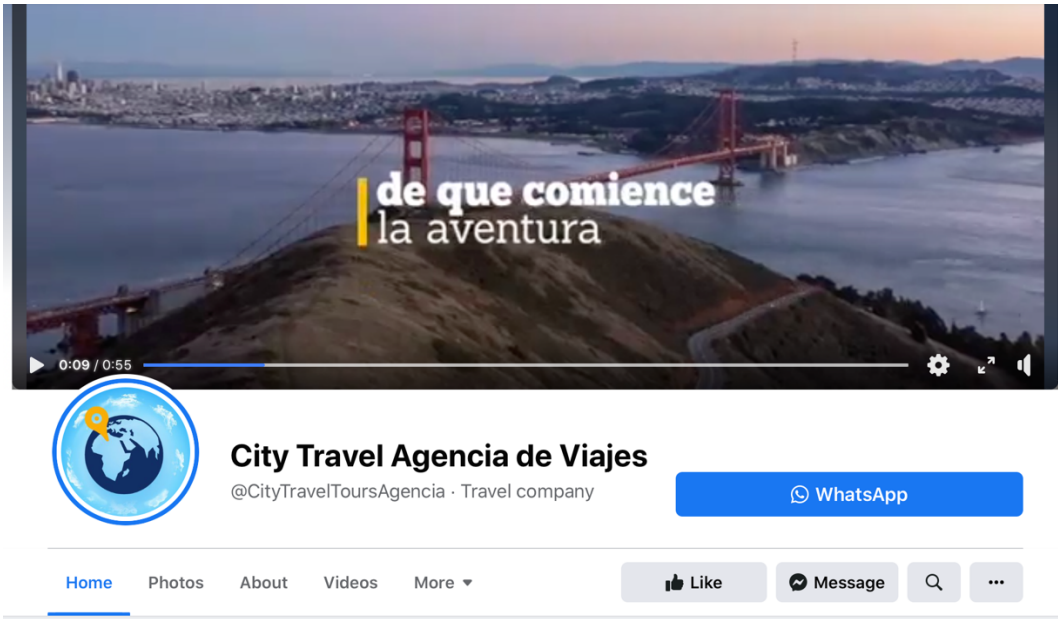 de que comience
la aventura
0:09 / 0:55
City Travel Agencia de Viajes
@CityTravelToursAgencia · Travel company
WhatsApp
Home Photos About Videos More
Like Message